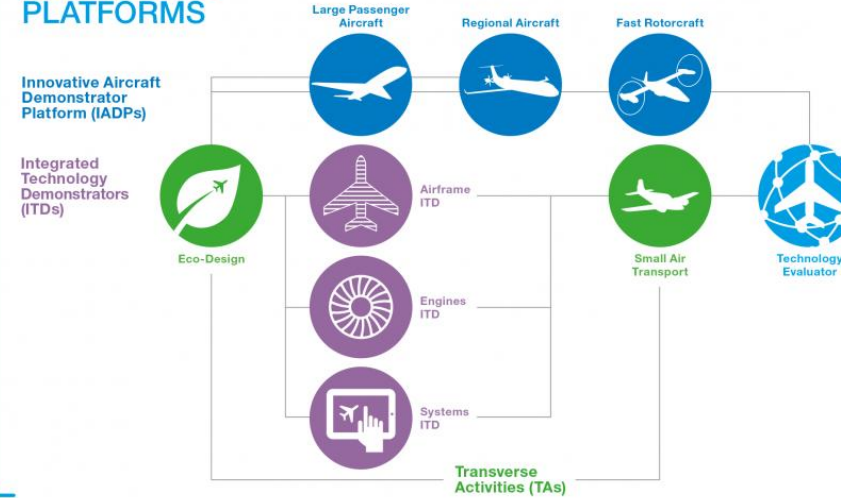 PLATFORMS
Large Passenger
Aircraft
Regional Aircraft
Fast Rotorcraft
Innovative Aircraft
Demonstrator
Platform (IADPs)
Integrated
Technology
Demonstrators
(ITDs)
Airframe
ITD
Eco-Design
Small Air
Transport
Technology
Evaluator
Engines
ITD
Systems
ITD
Transverse
Activities (TAs)